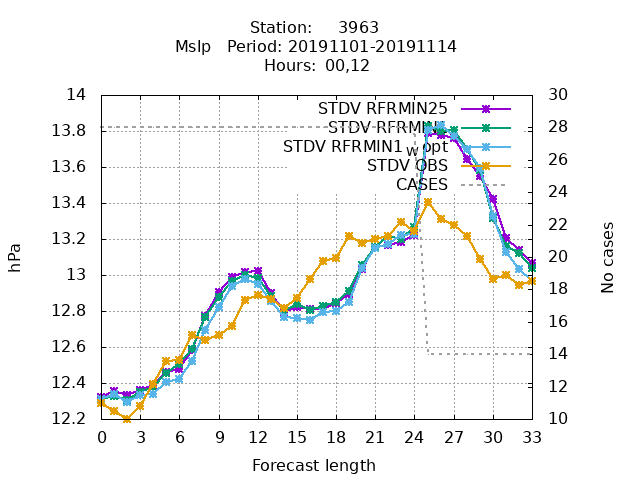 Station: 3963
Mslp Period: 20191101-20191114
Hours: 00,12
STDV RFRMIN25
STDV RFRMIN
STDV RFRMIN1 W opt
STDV OBS
CASES
14
13.8
13.6
13.4
13.2
13
12.8
12.6
12.4
12.2
hPa
30
28
26
24
22
20
18
16
14
12
10
No cases
0 3 6 9 12 15 18 21 24 27 30 33
Forecast length